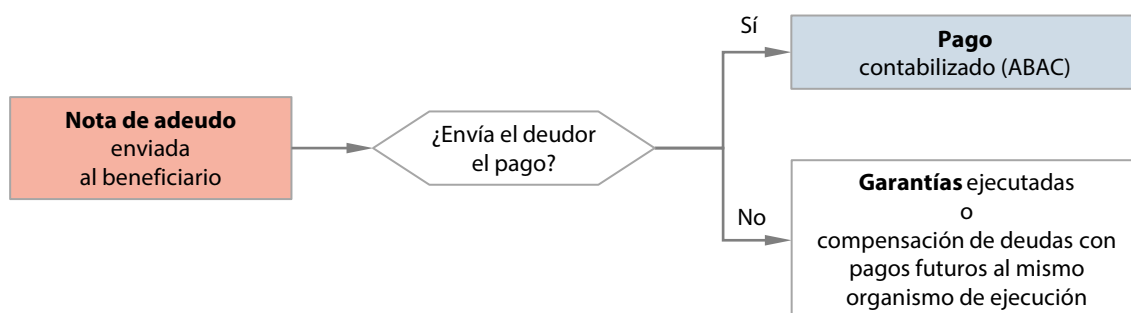 Nota de adeudo
enviada
al beneficiario
¿Envía el deudor
el pago?
Sí
Pago
contabilizado (ABAC)
No
Garantías ejecutadas
o
compensación de deudas con
pagos futuros al mismo
organismo de ejecución